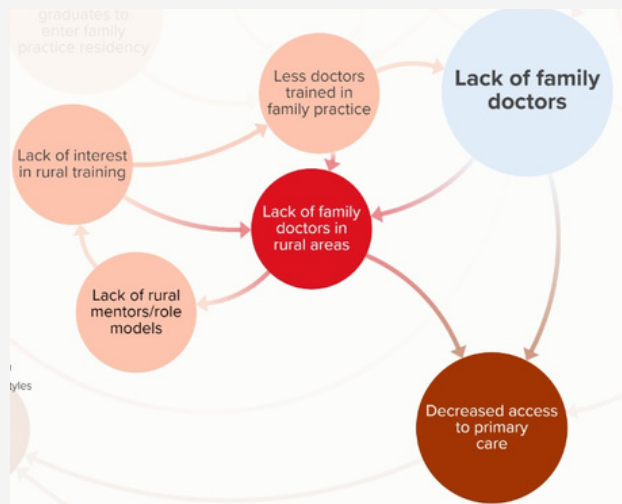 graduates to
enter family
practice residency
Less doctors
trained in
family practice
Lack of family
doctors
Lack of interest
in rural training
Lack of family
doctors in
rural areas
Lack of rural
mentors/role
models
tyles
Decreased access
to primary
care